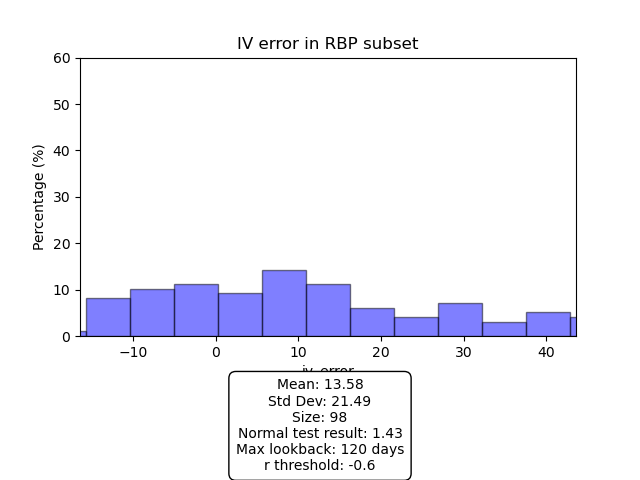 IV error in RBP subset
60
50
40
30
20
10
0
Percentage (%)
−10
0
10
20
30
40
iv_error
Mean: 13.58
Std Dev: 21.49
Size: 98
Normal test result: 1.43
Max lookback: 120 days
r threshold: -0.6